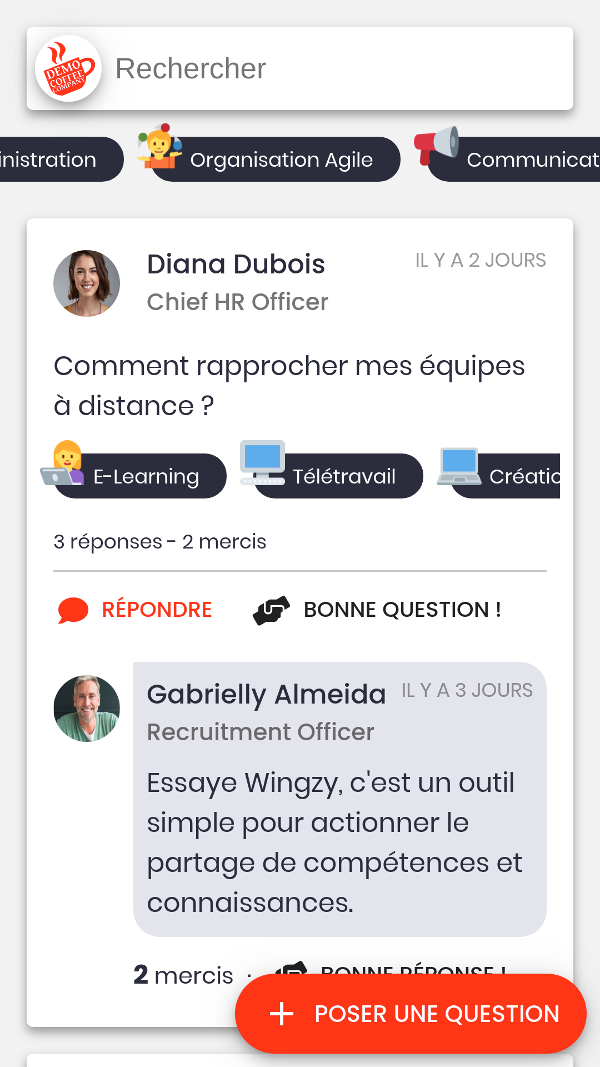 DEMO
COFFEE
COMPANY
Rechercher
nistration
Organisation Agile
Communicat
Diana Dubois
IL Y A 2 JOURS
Chief HR Officer
Comment rapprocher mes équipes
à distance ?
E-Learning
Télétravail
Créatio
3 réponses - 2 mercis
RÉPONDRE
BONNE QUESTION !
Gabrielly Almeida
IL Y A 3 JOURS
Recruitment Officer
Essaye Wingzy, c'est un outil
simple pour actionner le
partage de compétences et
connaissances.
2 mercis ·
BONNE RÉPONSE !
+ POSER UNE QUESTION